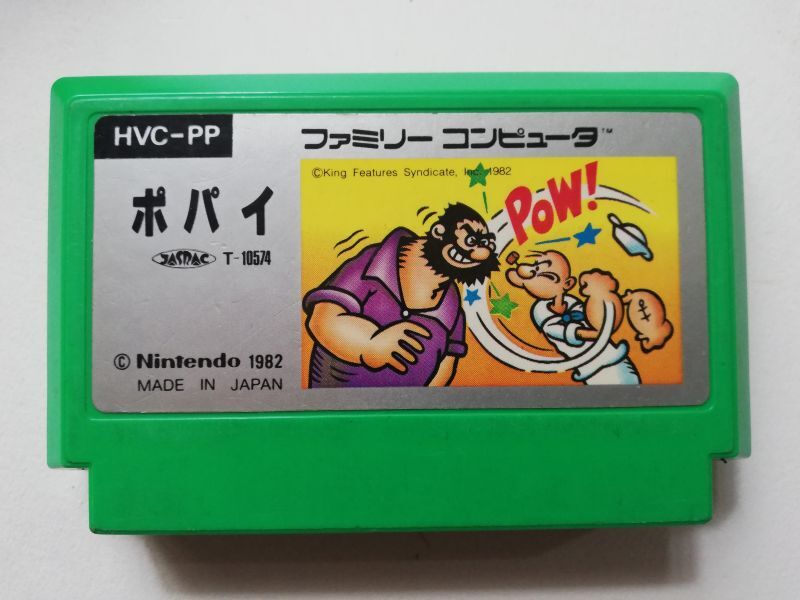 HVC-PP
ファミリー コンピュータ™
©King Features Syndicate, Inc. 1982
POW!
ポパイ
JASRAC T-10574
© Nintendo 1982
MADE IN JAPAN